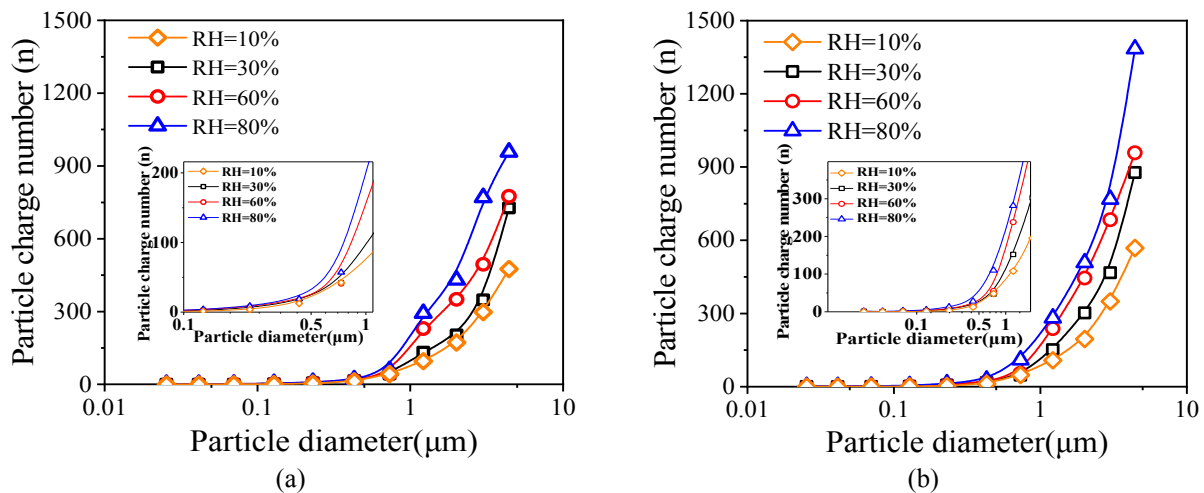 1500
1200
900
600
300
0
Particle charge number (n)
RH=10%
RH=30%
RH=60%
RH=80%
200
100
0
Particle charge number (n)
RH=10%
RH=30%
RH=60%
RH=80%
0.1
0.5
1
Particle diameter(μm)
0.01
0.1
1
10
Particle diameter(μm)
(a)
1500
1200
900
600
300
0
Particle charge number (n)
RH=10%
RH=30%
RH=60%
RH=80%
300
200
100
0
Particle charge number (n)
RH=10%
RH=30%
RH=60%
RH=80%
0.1
0.5
1
Particle diameter(μm)
0.01
0.1
1
10
Particle diameter(μm)
(b)